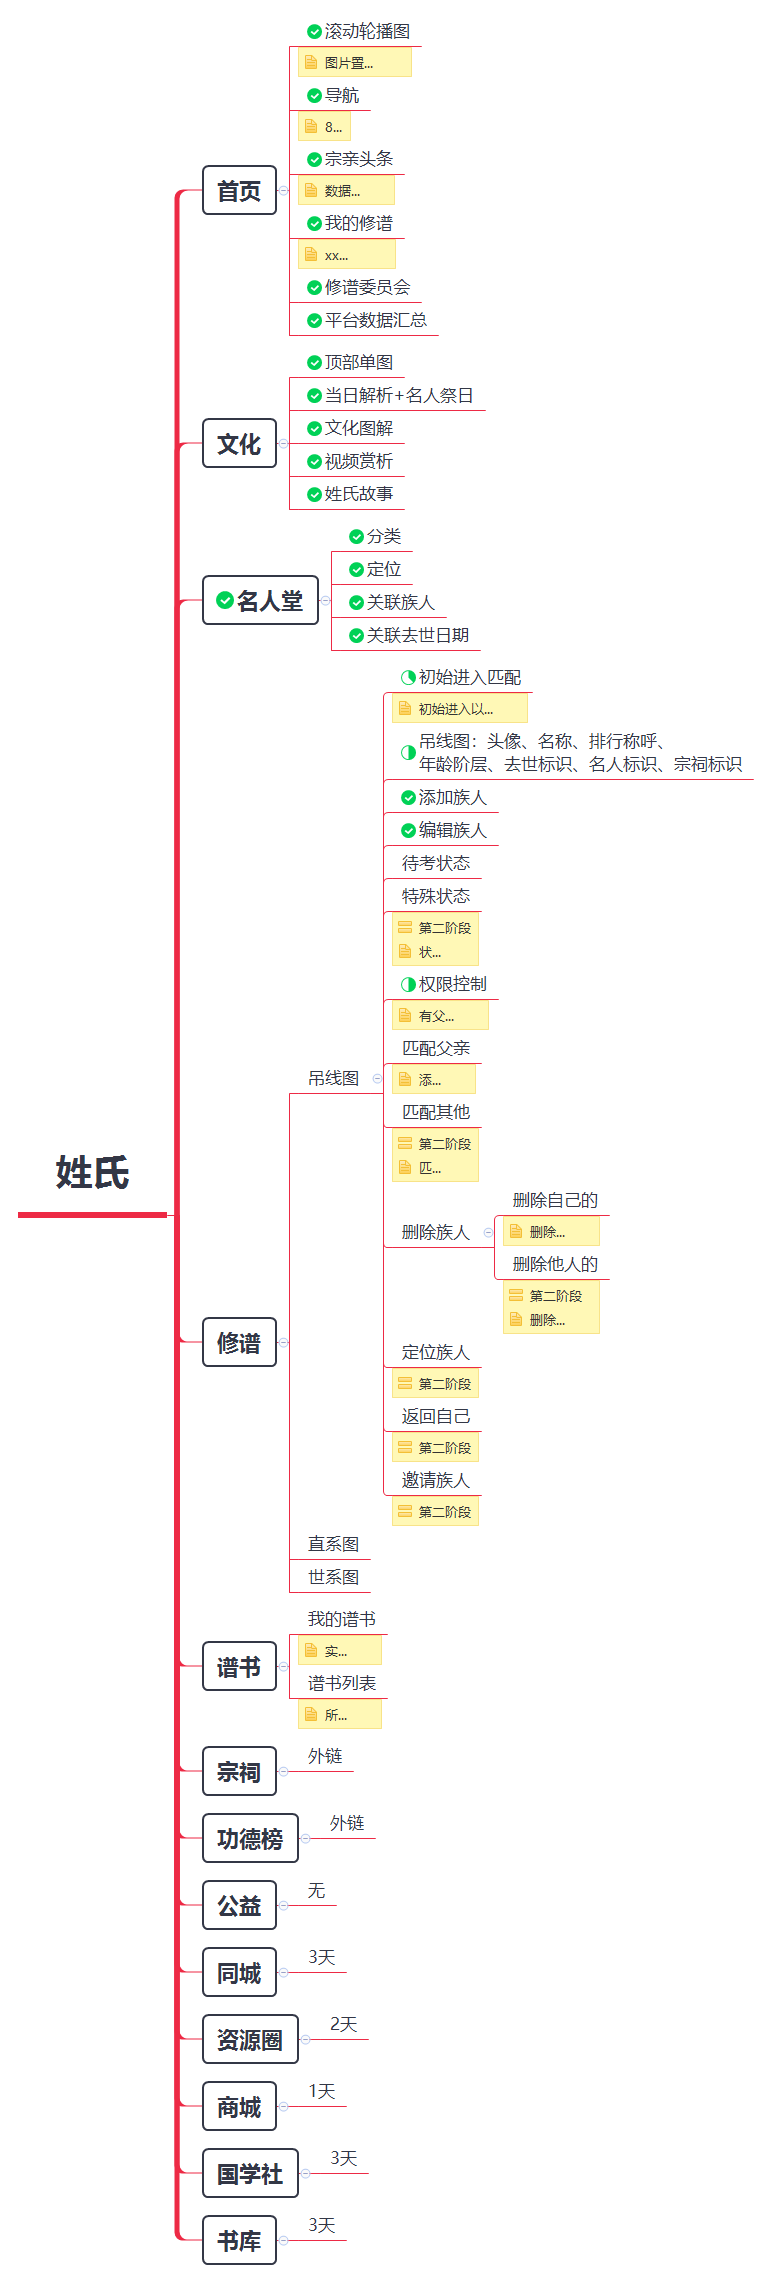 姓氏
首页
滚动轮播图
图片置...
导航
8...
宗亲头条
数据...
我的修谱
xx...
修谱委员会
平台数据汇总
文化
顶部单图
当日解析+名人祭日
文化图解
视频赏析
姓氏故事
名人堂
分类
定位
关联族人
关联去世日期
修谱
吊线图
初始进入匹配
初始进入以...
吊线图：头像、名称、排行称呼、
年龄阶层、去世标识、名人标识、宗祠标识
添加族人
编辑族人
待考状态
特殊状态
第二阶段
状...
权限控制
有父...
匹配父亲
添...
匹配其他
第二阶段
匹...
删除族人
删除自己的
删除...
删除他人的
第二阶段
删除...
定位族人
第二阶段
返回自己
第二阶段
邀请族人
第二阶段
直系图
世系图
谱书
我的谱书
实...
谱书列表
所...
宗祠
外链
功德榜
外链
公益
无
同城
3天
资源圈
2天
商城
1天
国学社
3天
书库
3天